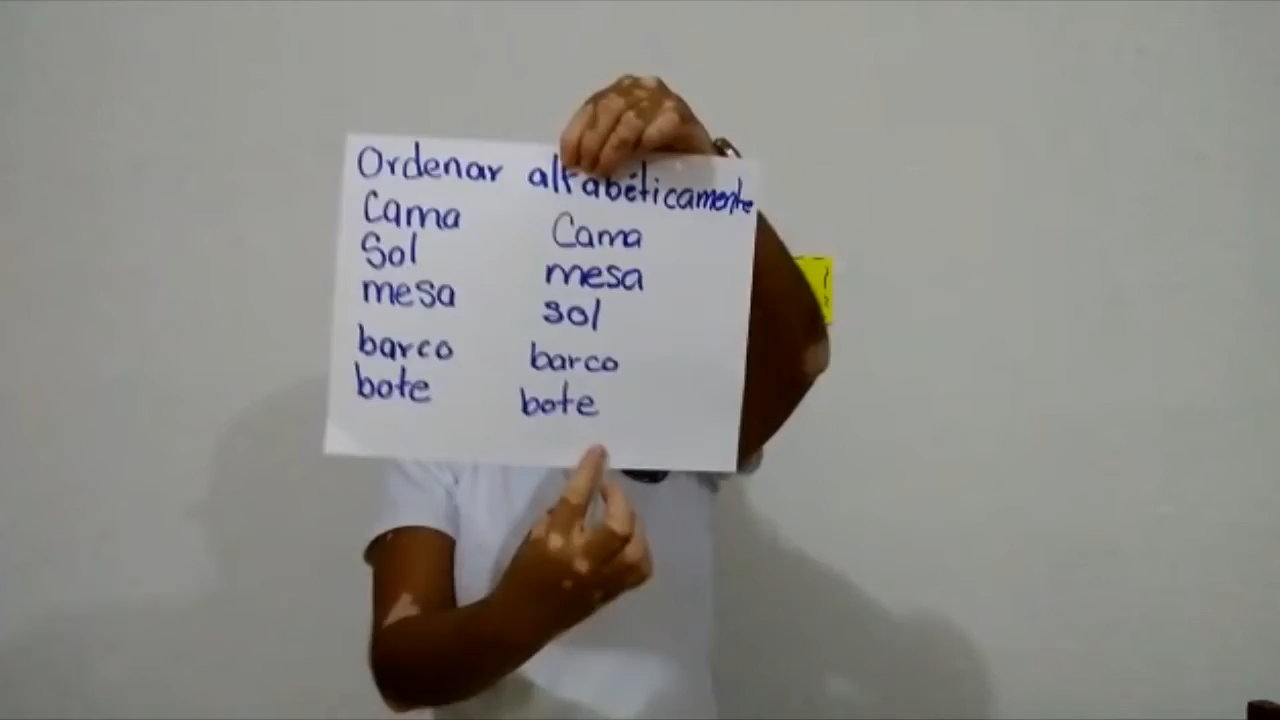 Ordenar alfabéticamente
Cama Cama
Sol mesa
mesa sol
barco barco
bote bote